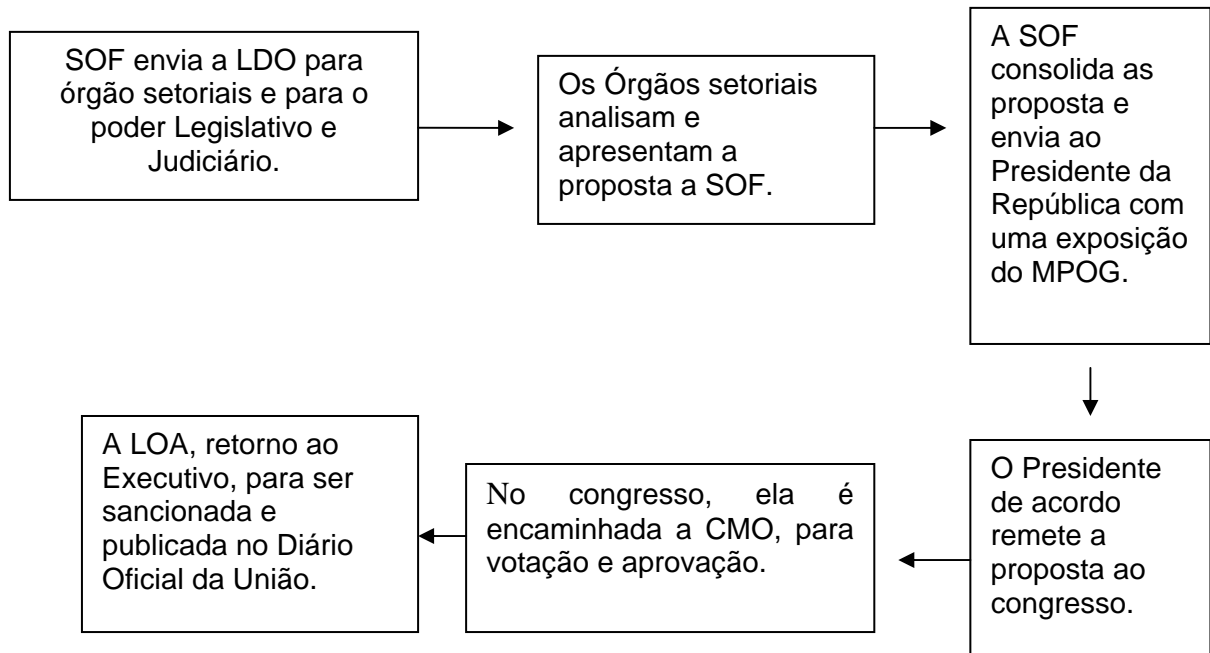 SOF envia a LDO para
órgão setoriais e para o
poder Legislativo e
Judiciário.
Os Órgãos setoriais
analisam e
apresentam a
proposta a SOF.
A SOF
consolida as
proposta e
envia ao
Presidente da
República com
uma exposição
do MPOG.
O Presidente
de acordo
remete a
proposta ao
congresso.
No congresso, ela é
encaminhada a CMO, para
votação e aprovação.
A LOA, retorno ao
Executivo, para ser
sancionada e
publicada no Diário
Oficial da União.